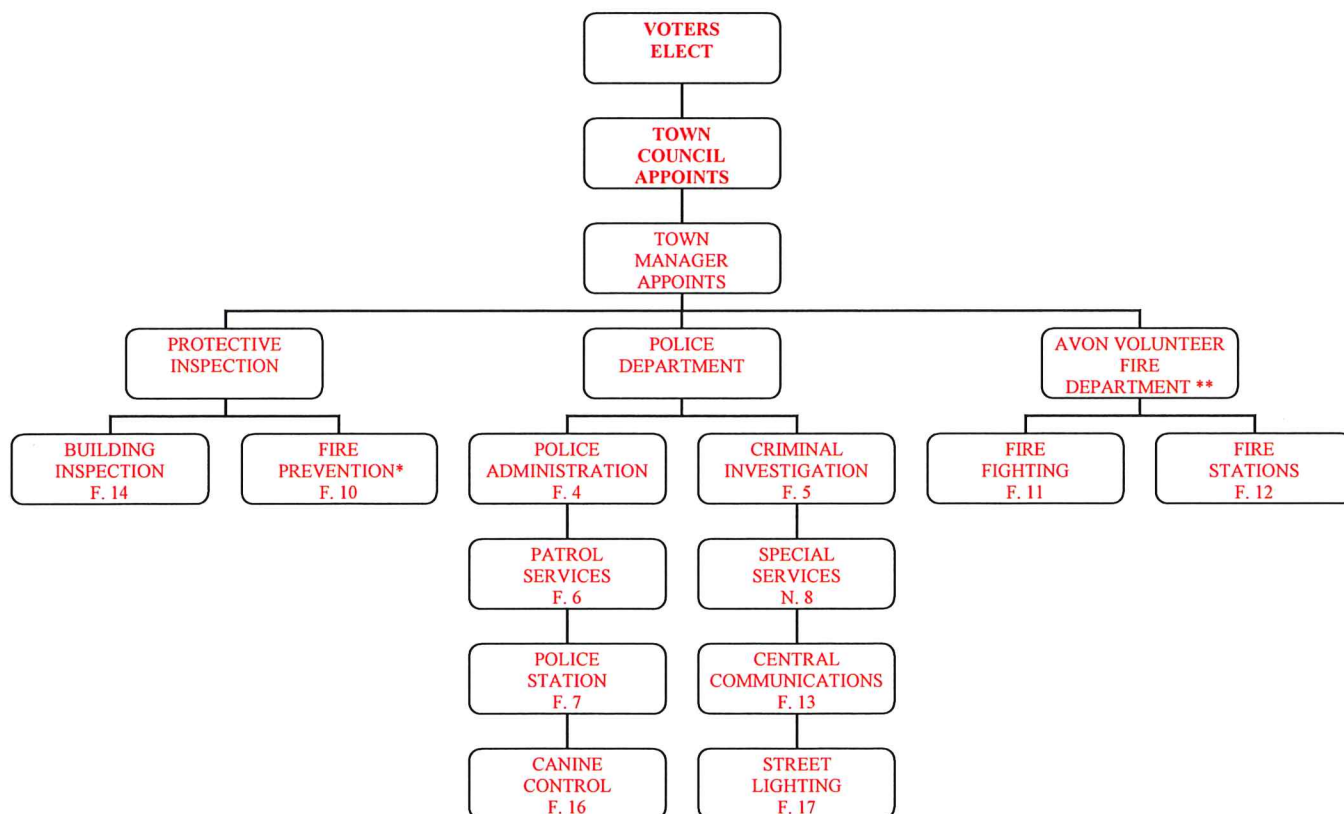 VOTERS
ELECT
TOWN
COUNCIL
APPOINTS
TOWN
MANAGER
APPOINTS
PROTECTIVE
INSPECTION
POLICE
DEPARTMENT
AVON VOLUNTEER
FIRE
DEPARTMENT **
BUILDING
INSPECTION
F. 14
FIRE
PREVENTION*
F. 10
POLICE
ADMINISTRATION
F. 4
CRIMINAL
INVESTIGATION
F. 5
FIRE
FIGHTING
F. 11
FIRE
STATIONS
F. 12
PATROL
SERVICES
F. 6
SPECIAL
SERVICES
N. 8
POLICE
STATION
F. 7
CENTRAL
COMMUNICATIONS
F. 13
CANINE
CONTROL
F. 16
STREET
LIGHTING
F. 17